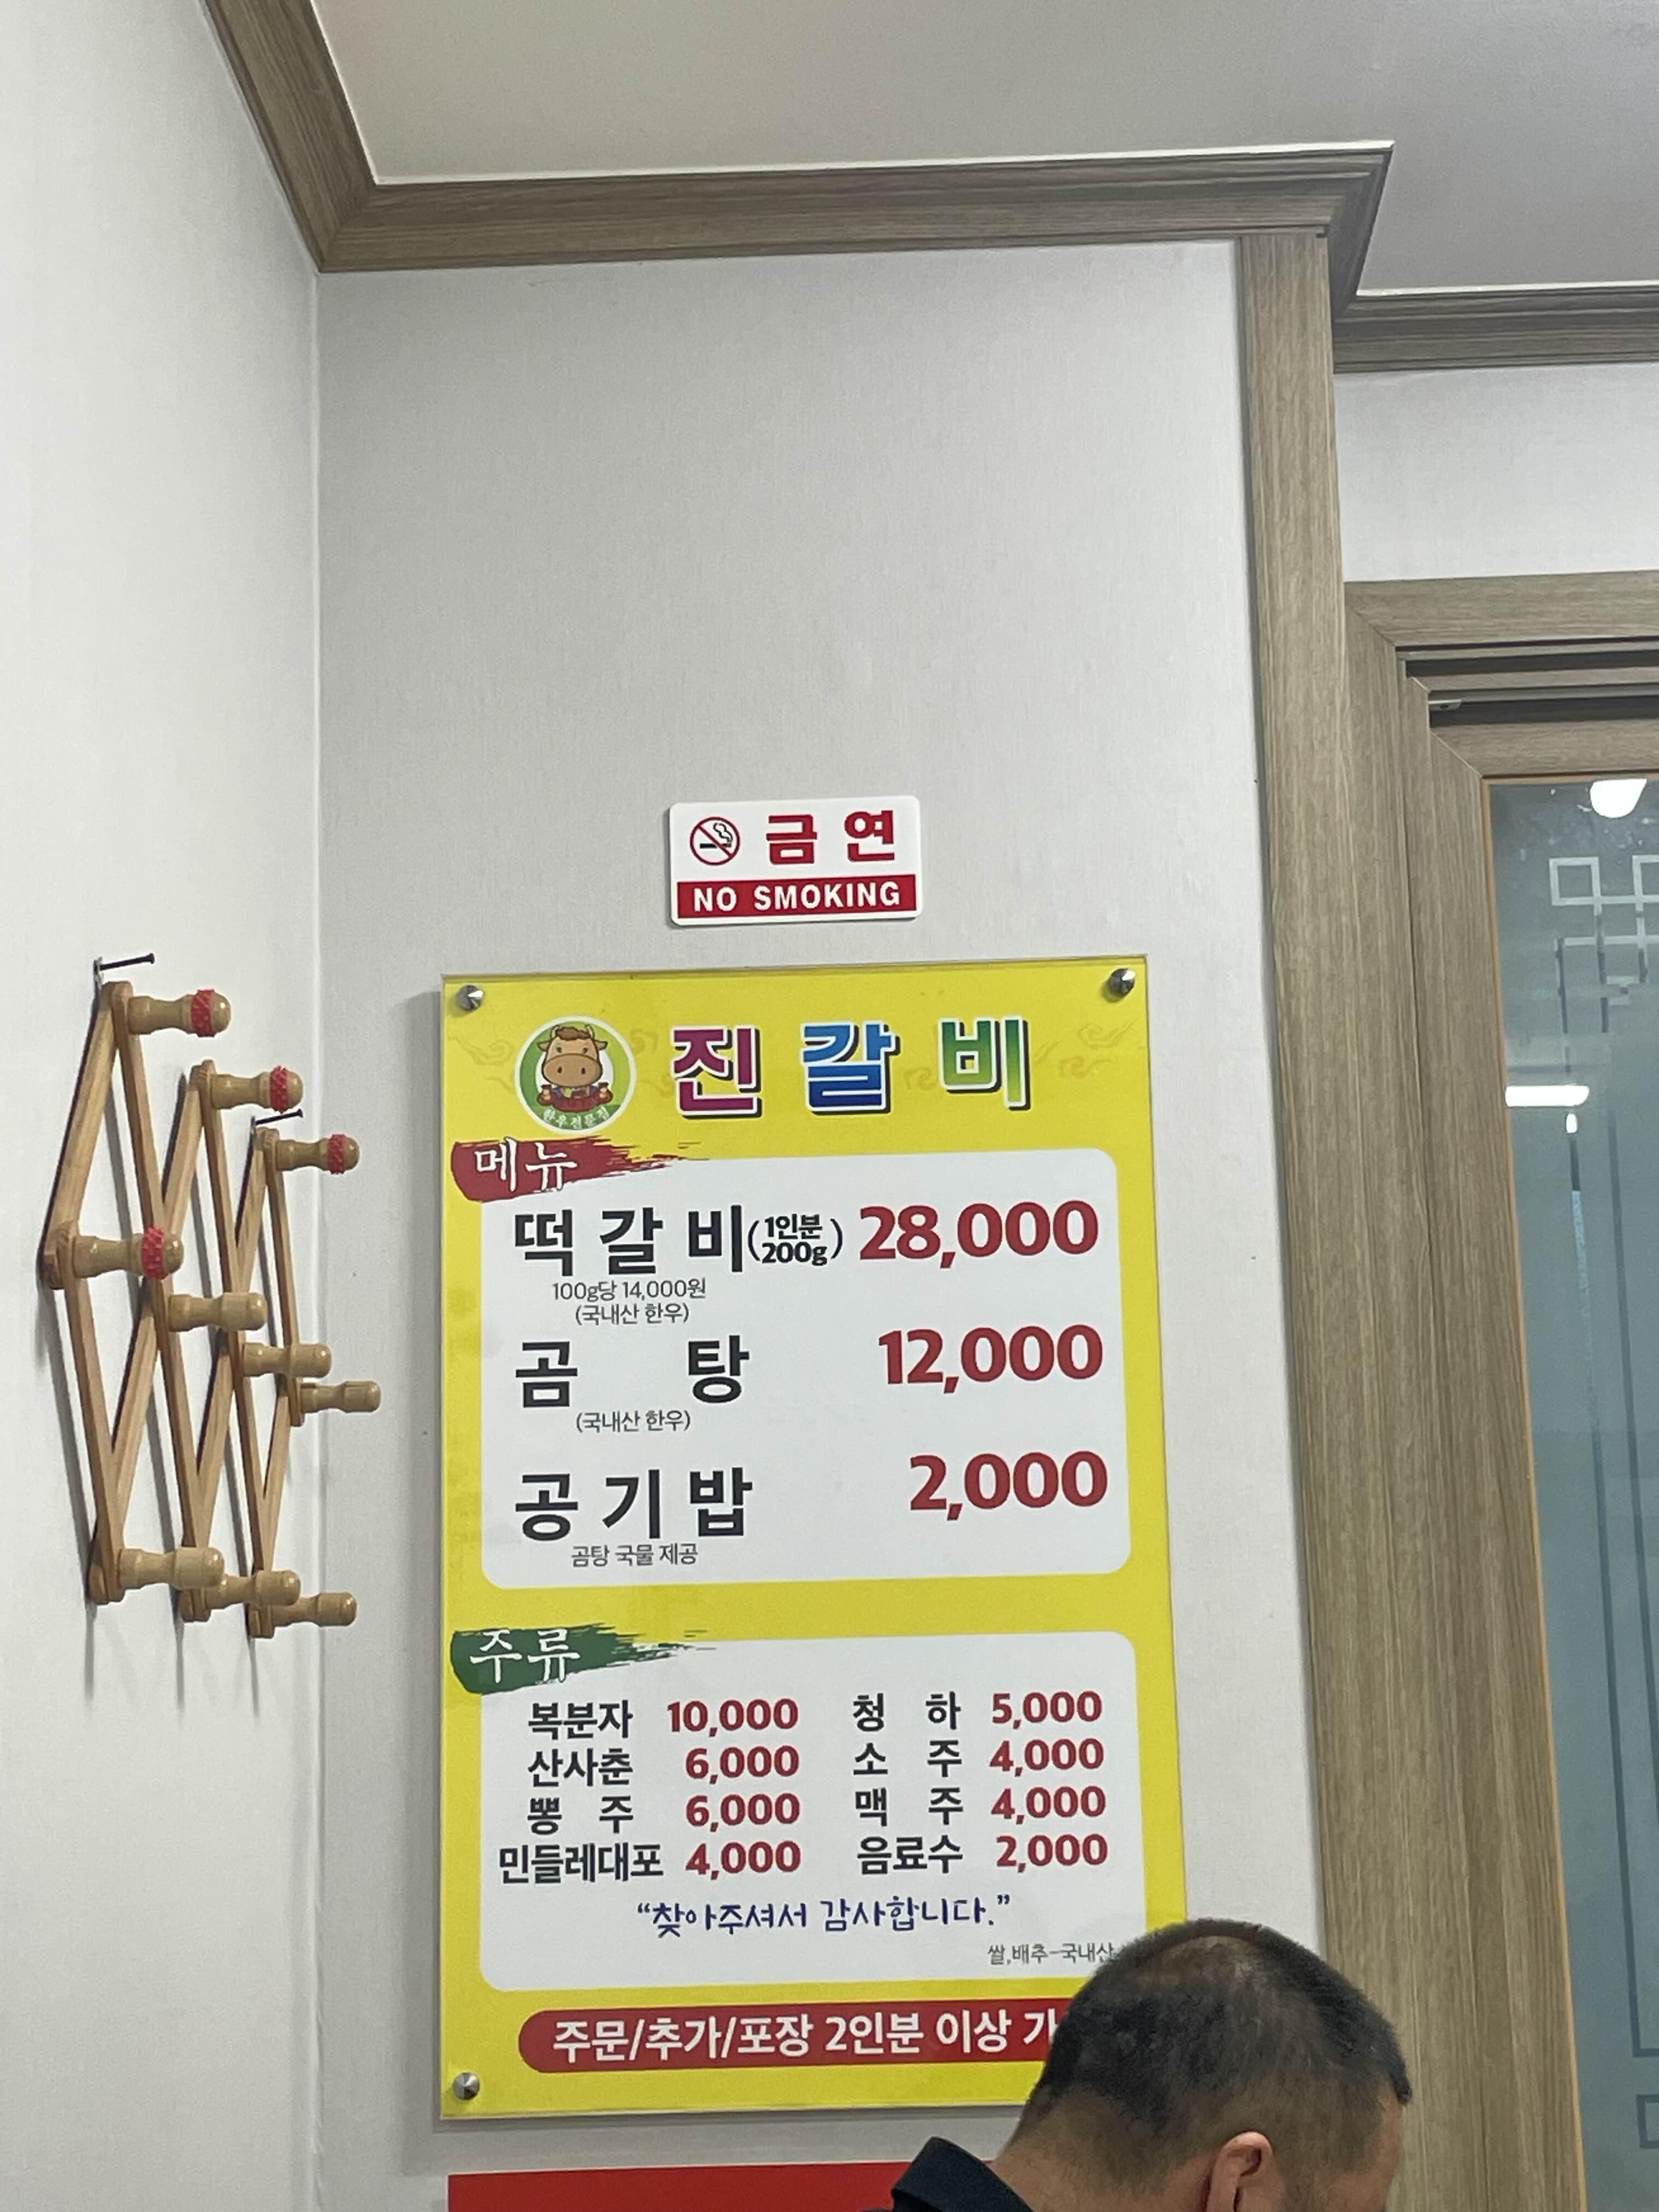 금연
NO SMOKING
한우전문점
진갈비
메뉴
떡갈비(1인분 200g) 28,000
100g당 14,000원
(국내산 한우)
곰탕 12,000
(국내산 한우)
공기밥 2,000
곰탕 국물 제공
주류
복분자 10,000 청하 5,000
산사춘 6,000 소주 4,000
뽕주 6,000 맥주 4,000
민들레대포 4,000 음료수 2,000
“찾아주셔서 감사합니다.”
쌀,배추-국내산
주문/추가/포장 2인분 이상